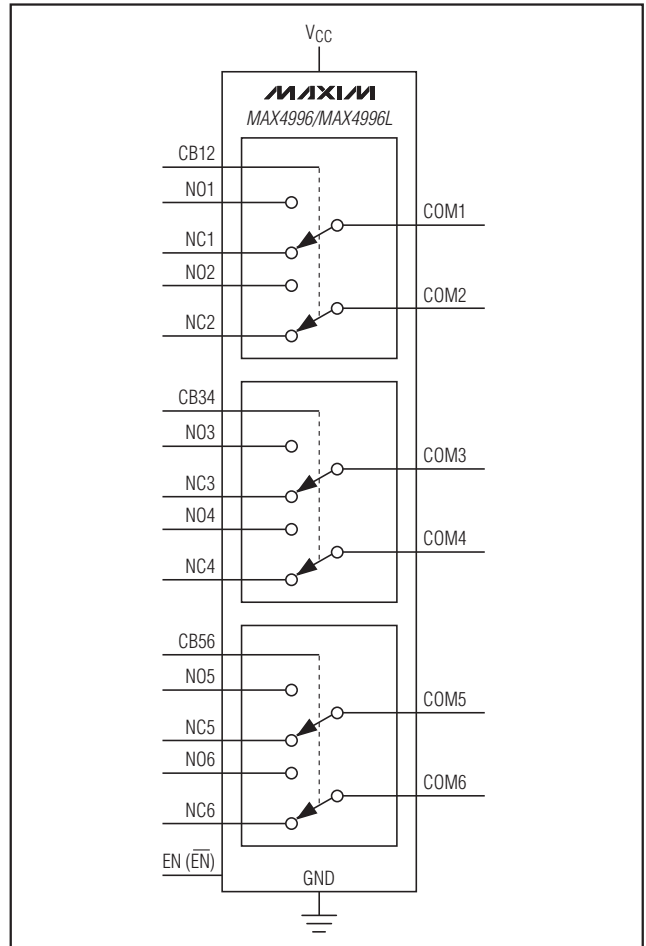 VCC
MAXIM
MAX4996/MAX4996L
CB12
NO1
COM1
NC1
NO2
COM2
NC2
CB34
NO3
COM3
NC3
NO4
COM4
NC4
CB56
NO5
COM5
NC5
NO6
COM6
NC6
EN (E̅N̅)
GND